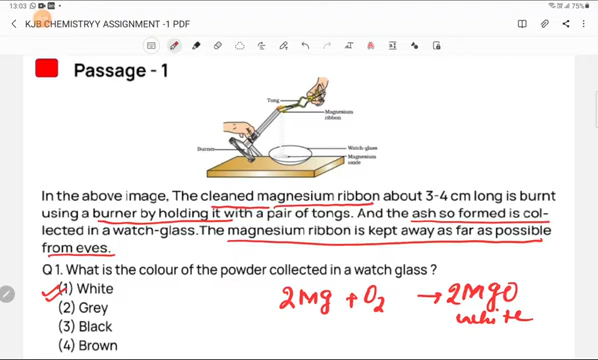 13:03
75%
KJB CHEMISTRYY ASSIGNMENT -1 PDF
Passage - 1
Tong
Magnesium
ribbon
Burner
Watch-glass
Magnesium
oxide
In the above image, The cleaned magnesium ribbon about 3-4 cm long is burnt
using a burner by holding it with a pair of tongs. And the ash so formed is col-
lected in a watch-glass. The magnesium ribbon is kept away as far as possible
from eyes.
Q 1. What is the colour of the powder collected in a watch glass ?
(1) White
(2) Grey
(3) Black
(4) Brown
2Mg + O2 → 2MgO
white